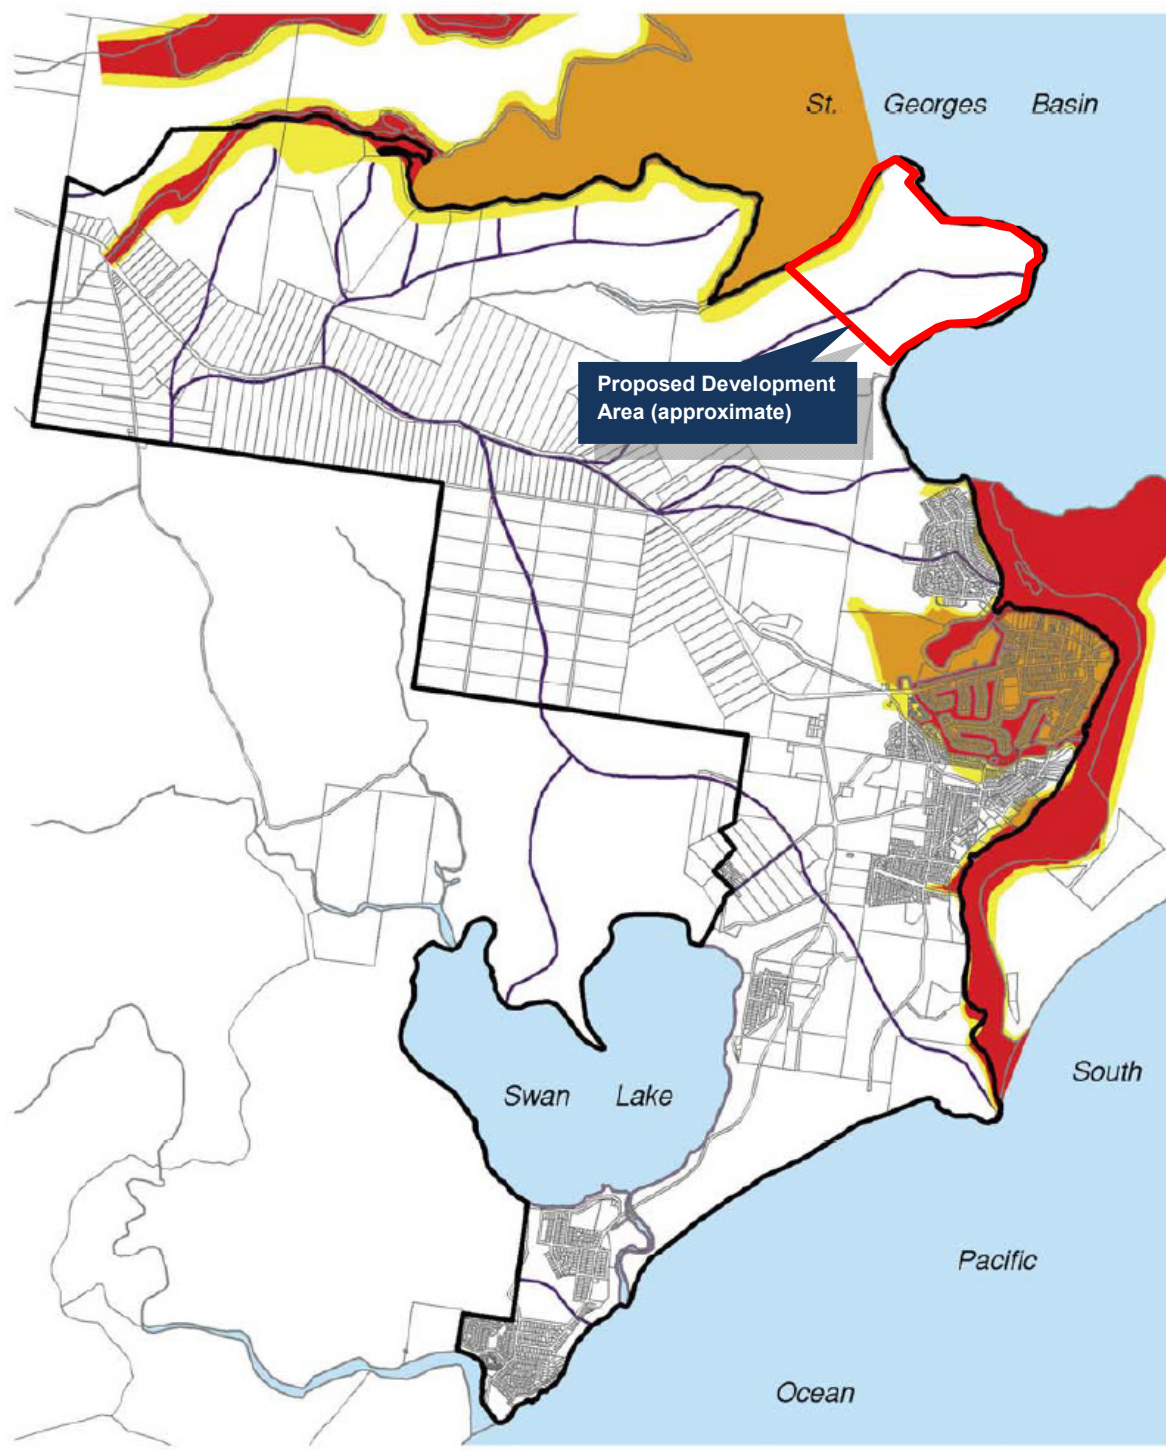 St. Georges Basin
Proposed Development
Area (approximate)
Swan Lake
South
Pacific
Ocean